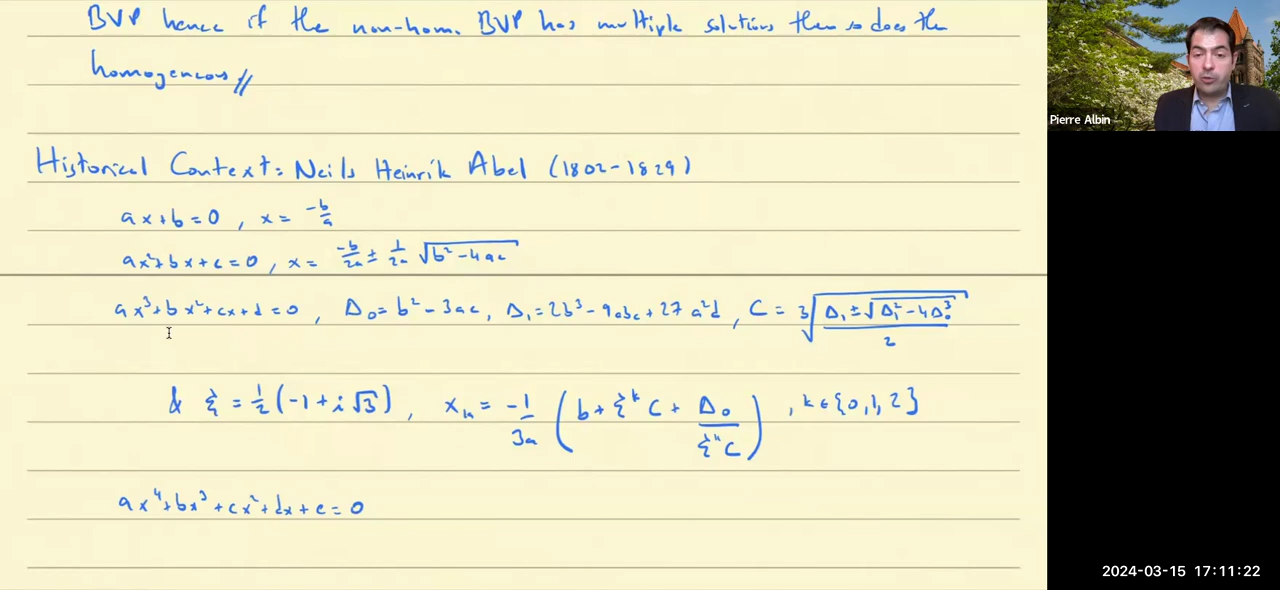 BVP hence if the non-hom. BVP has multiple solutions then so does the
homogeneous //
Pierre Albin
Historical Context: Neils Heinrik Abel (1802-1829)
ax+b=0, x= -b/a
ax²+bx+c=0, x= -b/2a ± 1/2a √(b²-4ac)
ax³+bx²+cx+d=0, Δ₀=b²-3ac, Δ₁=2b³-9abc+27a²d, C=∛((Δ₁±√(Δ₁²-4Δ₀³))/2)
& ξ=½(-1+i√3), xₖ= -1/3a (b+ξᵏC+Δ₀/ξᵏC), k∈{0,1,2}
ax⁴+bx³+cx²+dx+e=0
2024-03-15 17:11:22